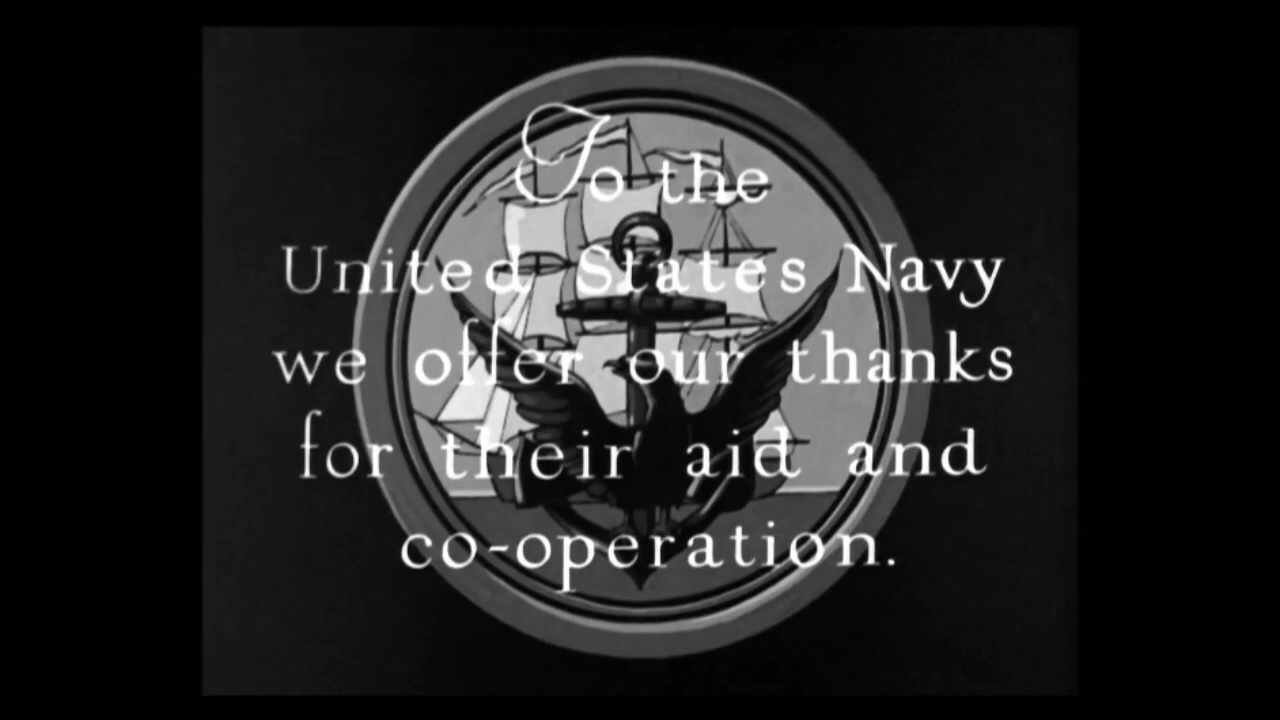 To the
United States Navy
we offer our thanks
for their aid and
co-operation.